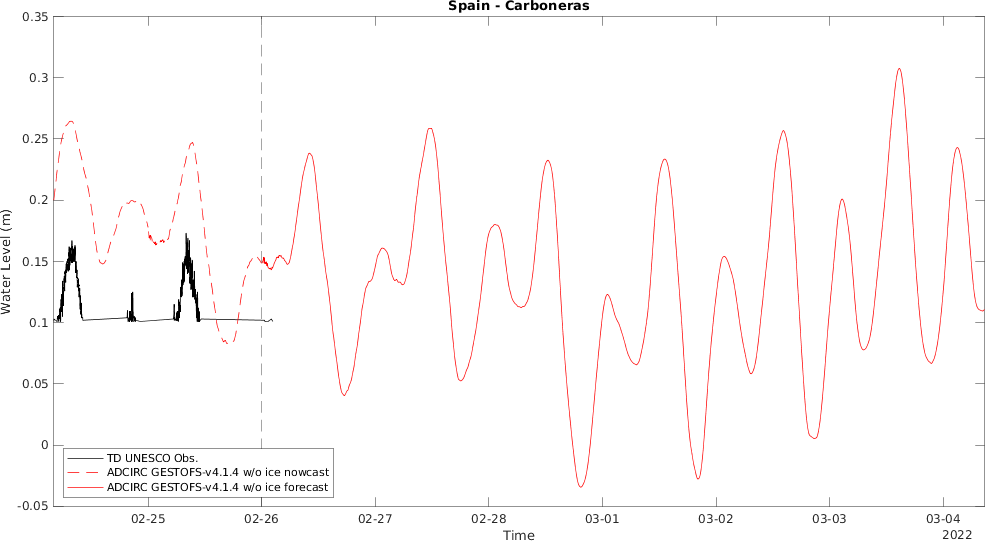 Spain - Carboneras
0.35
0.3
0.25
0.2
0.15
0.1
0.05
0
-0.05
Water Level (m)
TD UNESCO Obs.
ADCIRC GESTOFS-v4.1.4 w/o ice nowcast
ADCIRC GESTOFS-v4.1.4 w/o ice forecast
02-25 02-26 02-27 02-28 03-01 03-02 03-03 03-04
Time
2022